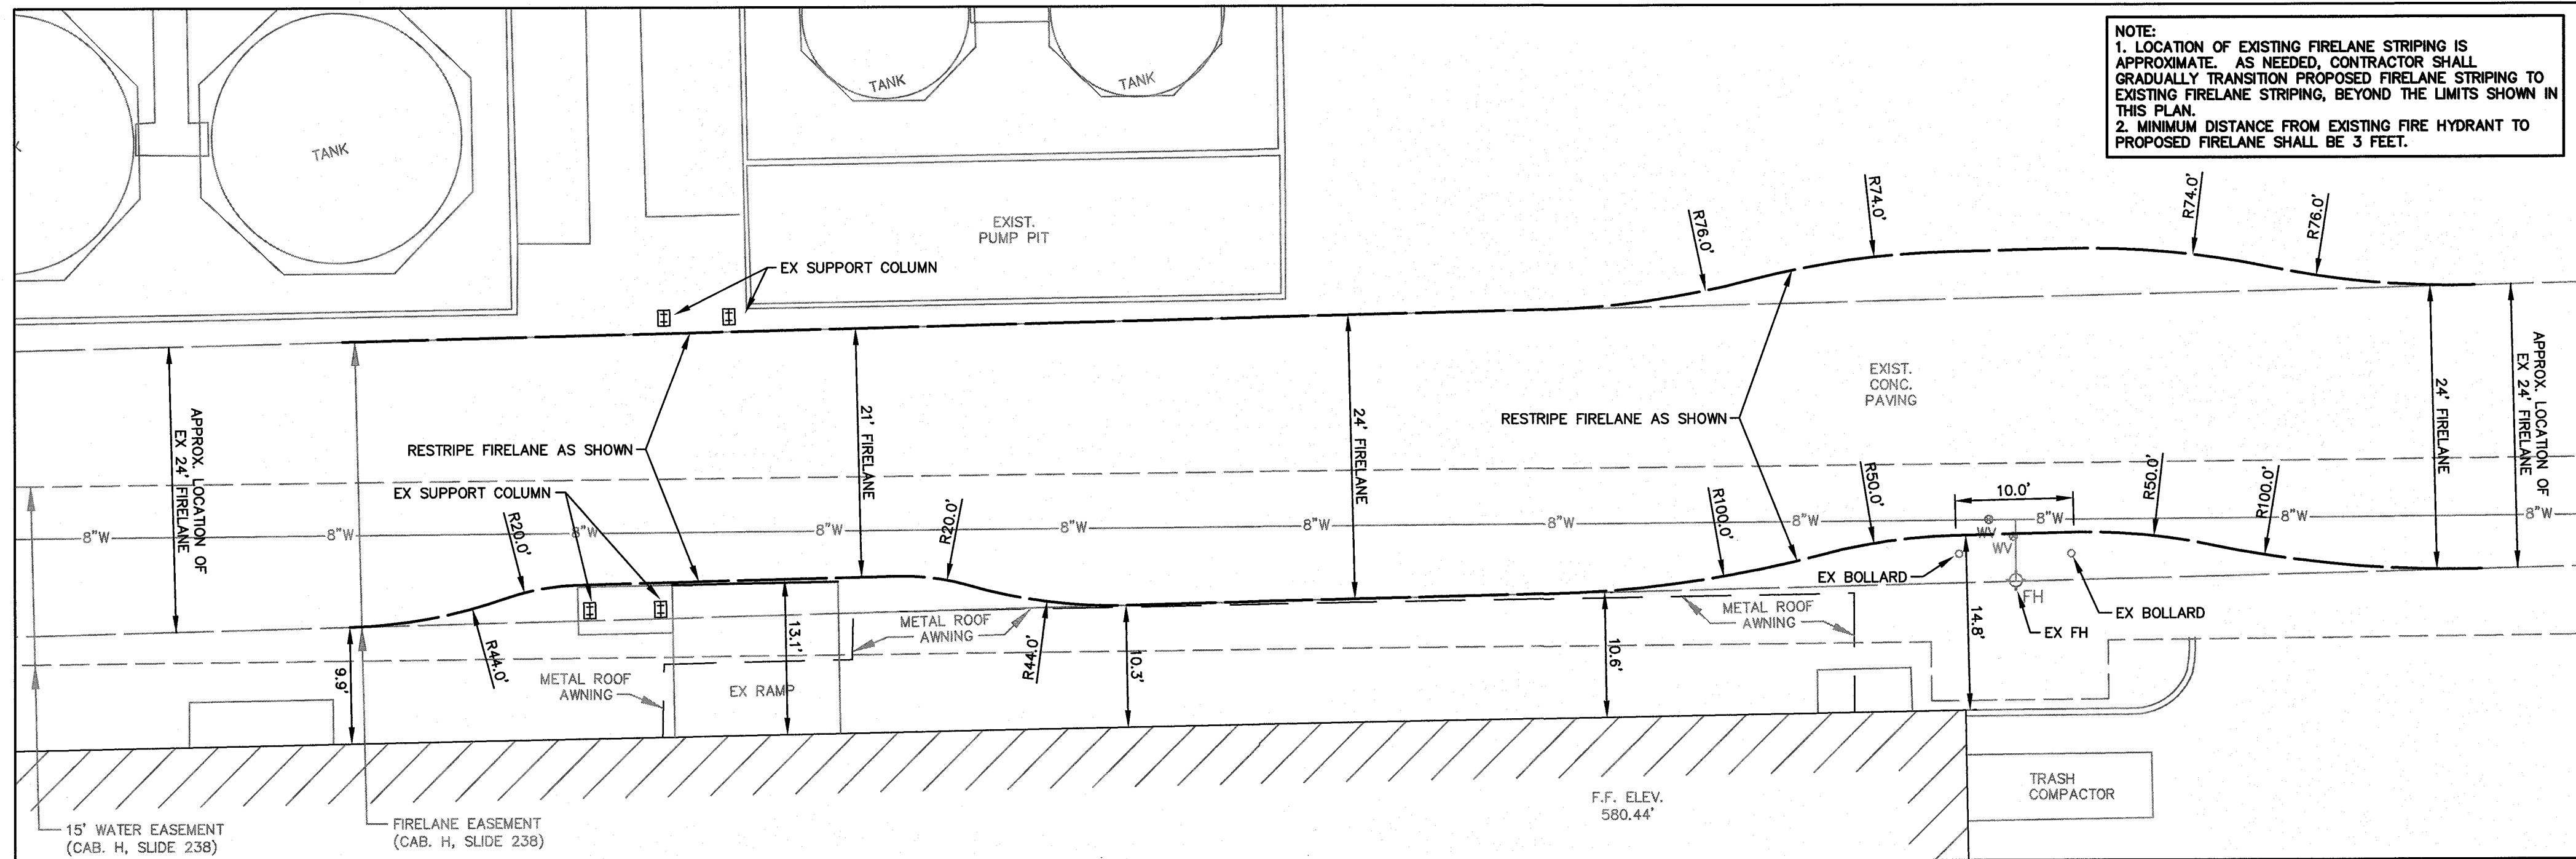 NOTE:
1. LOCATION OF EXISTING FIRELANE STRIPING IS
APPROXIMATE. AS NEEDED, CONTRACTOR SHALL
GRADUALLY TRANSITION PROPOSED FIRELANE STRIPING TO
EXISTING FIRELANE STRIPING, BEYOND THE LIMITS SHOWN IN
THIS PLAN.
2. MINIMUM DISTANCE FROM EXISTING FIRE HYDRANT TO
PROPOSED FIRELANE SHALL BE 3 FEET.
TANK
TANK
TANK
EXIST.
PUMP PIT
EX SUPPORT COLUMN
R76.0'
R74.0'
R74.0'
R76.0'
APPROX. LOCATION OF
EX 24' FIRELANE
RESTRIPE FIRELANE AS SHOWN
21' FIRELANE
24' FIRELANE
RESTRIPE FIRELANE AS SHOWN
EXIST.
CONC.
PAVING
24' FIRELANE
APPROX. LOCATION OF
EX 24' FIRELANE
EX SUPPORT COLUMN
R20.0'
R20.0'
R100.0'
R50.0'
10.0'
R50.0'
R100.0'
8"W
8"W
8"W
8"W
8"W
8"W
8"W
8"W
8"W
8"W
8"W
WV
WV
EX BOLLARD
FH
EX BOLLARD
EX FH
9.9'
R44.0'
METAL ROOF
AWNING
EX RAMP
13.1'
METAL ROOF
AWNING
R44.0'
10.3'
10.6'
METAL ROOF
AWNING
14.8'
15' WATER EASEMENT
(CAB. H, SLIDE 238)
FIRELANE EASEMENT
(CAB. H, SLIDE 238)
F.F. ELEV.
580.44'
TRASH
COMPACTOR